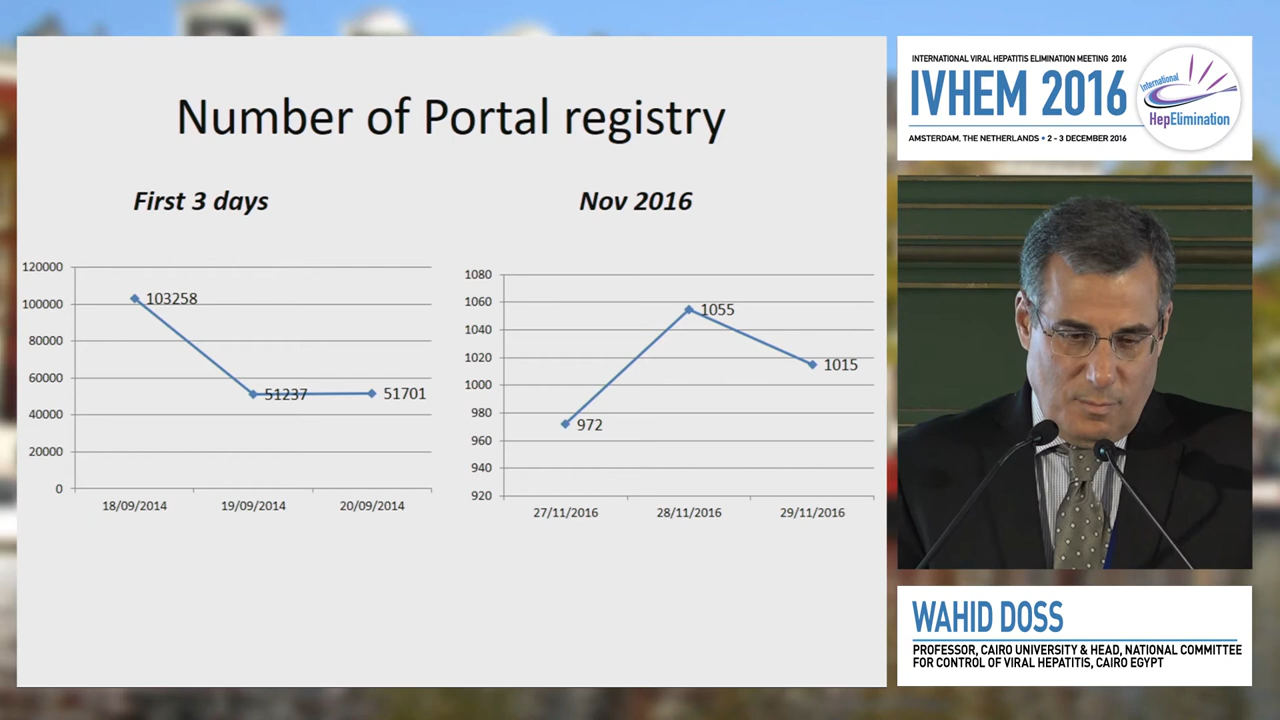 Number of Portal registry
First 3 days
120000
100000
80000
60000
40000
20000
0
103258
51237
51701
18/09/2014
19/09/2014
20/09/2014
Nov 2016
1080
1060
1040
1020
1000
980
960
940
920
972
1055
1015
27/11/2016
28/11/2016
29/11/2016
INTERNATIONAL VIRAL HEPATITIS ELIMINATION MEETING 2016
IVHEM 2016
AMSTERDAM, THE NETHERLANDS • 2 - 3 DECEMBER 2016
International
HepElimination
WAHID DOSS
PROFESSOR, CAIRO UNIVERSITY & HEAD, NATIONAL COMMITTEE
FOR CONTROL OF VIRAL HEPATITIS, CAIRO EGYPT